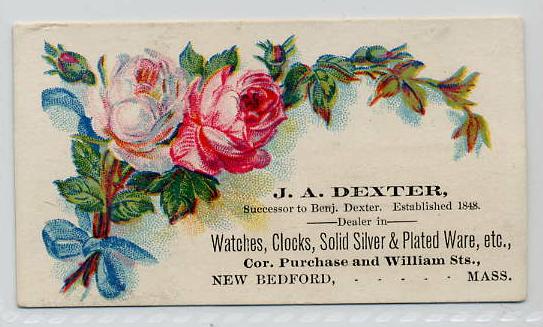 J. A. DEXTER,
Successor to Benj. Dexter. Established 1848.
Dealer in
Watches, Clocks, Solid Silver & Plated Ware, etc.,
Cor. Purchase and William Sts.,
NEW BEDFORD, - - - - - MASS.